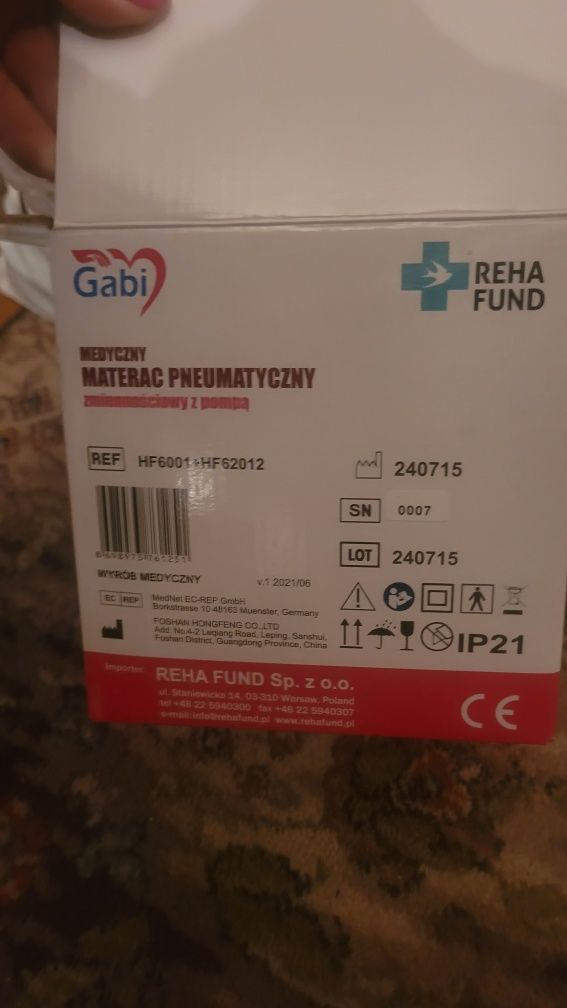 Gabi
REHA
FUND
MEDYCZNY
MATERAC PNEUMATYCZNY
zmiennościowy z pompą
REF HF6001+HF62012
240715
SN 0007
LOT 240715
WYRÓB MEDYCZNY v.1 2021/06
EC REP MedNet EC-REP GmbH
Borkstrasse 10 48163 Muenster, Germany
FOSHAN HONGFENG CO.,LTD
Add: No.4-2 Leqiang Road, Leping, Sanshui,
Foshan District, Guangdong Province, China
IP21
Importer: REHA FUND Sp. z o.o.
ul. Staniewicka 14, 03-310 Warsaw, Poland
tel +48 22 5940300 fax +48 22 5940307
e-mail:info@rehafund.pl www.rehafund.pl
CE